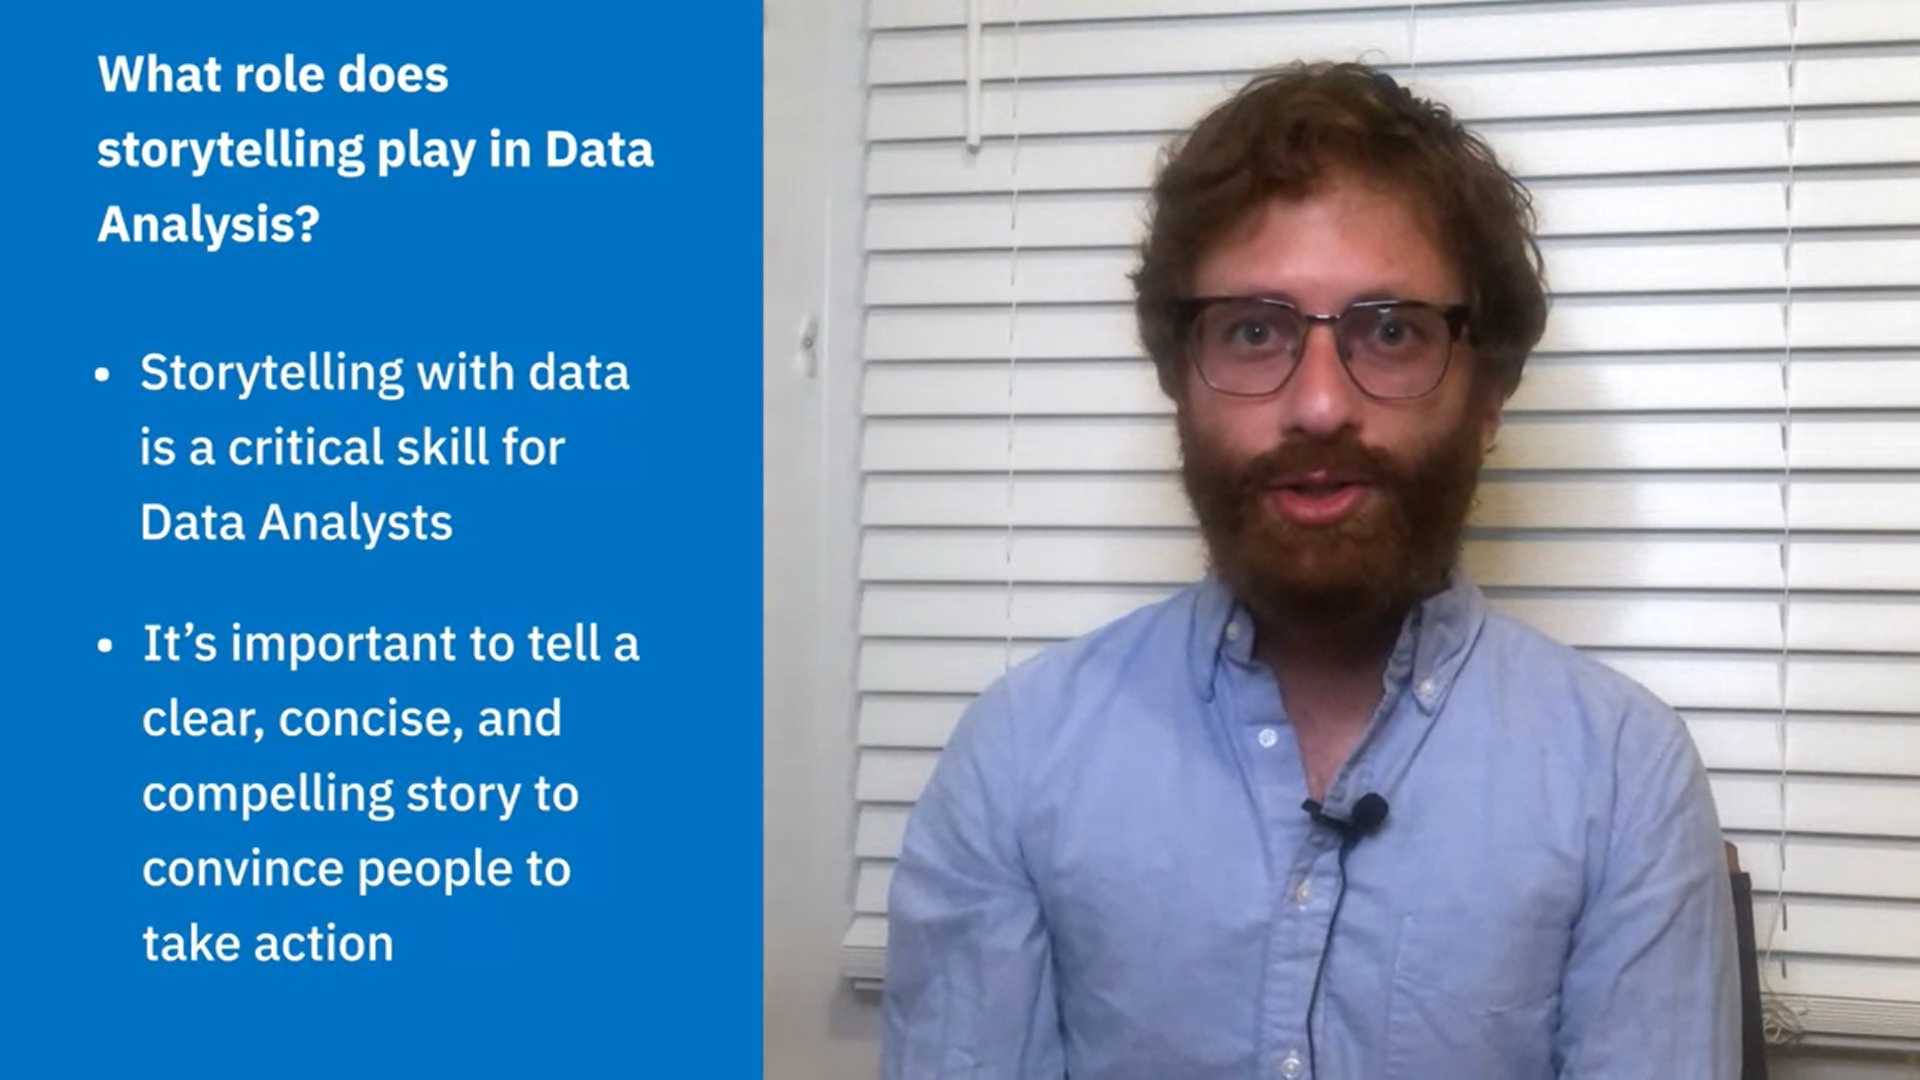 What role does
storytelling play in Data
Analysis?
• Storytelling with data
is a critical skill for
Data Analysts
• It’s important to tell a
clear, concise, and
compelling story to
convince people to
take action